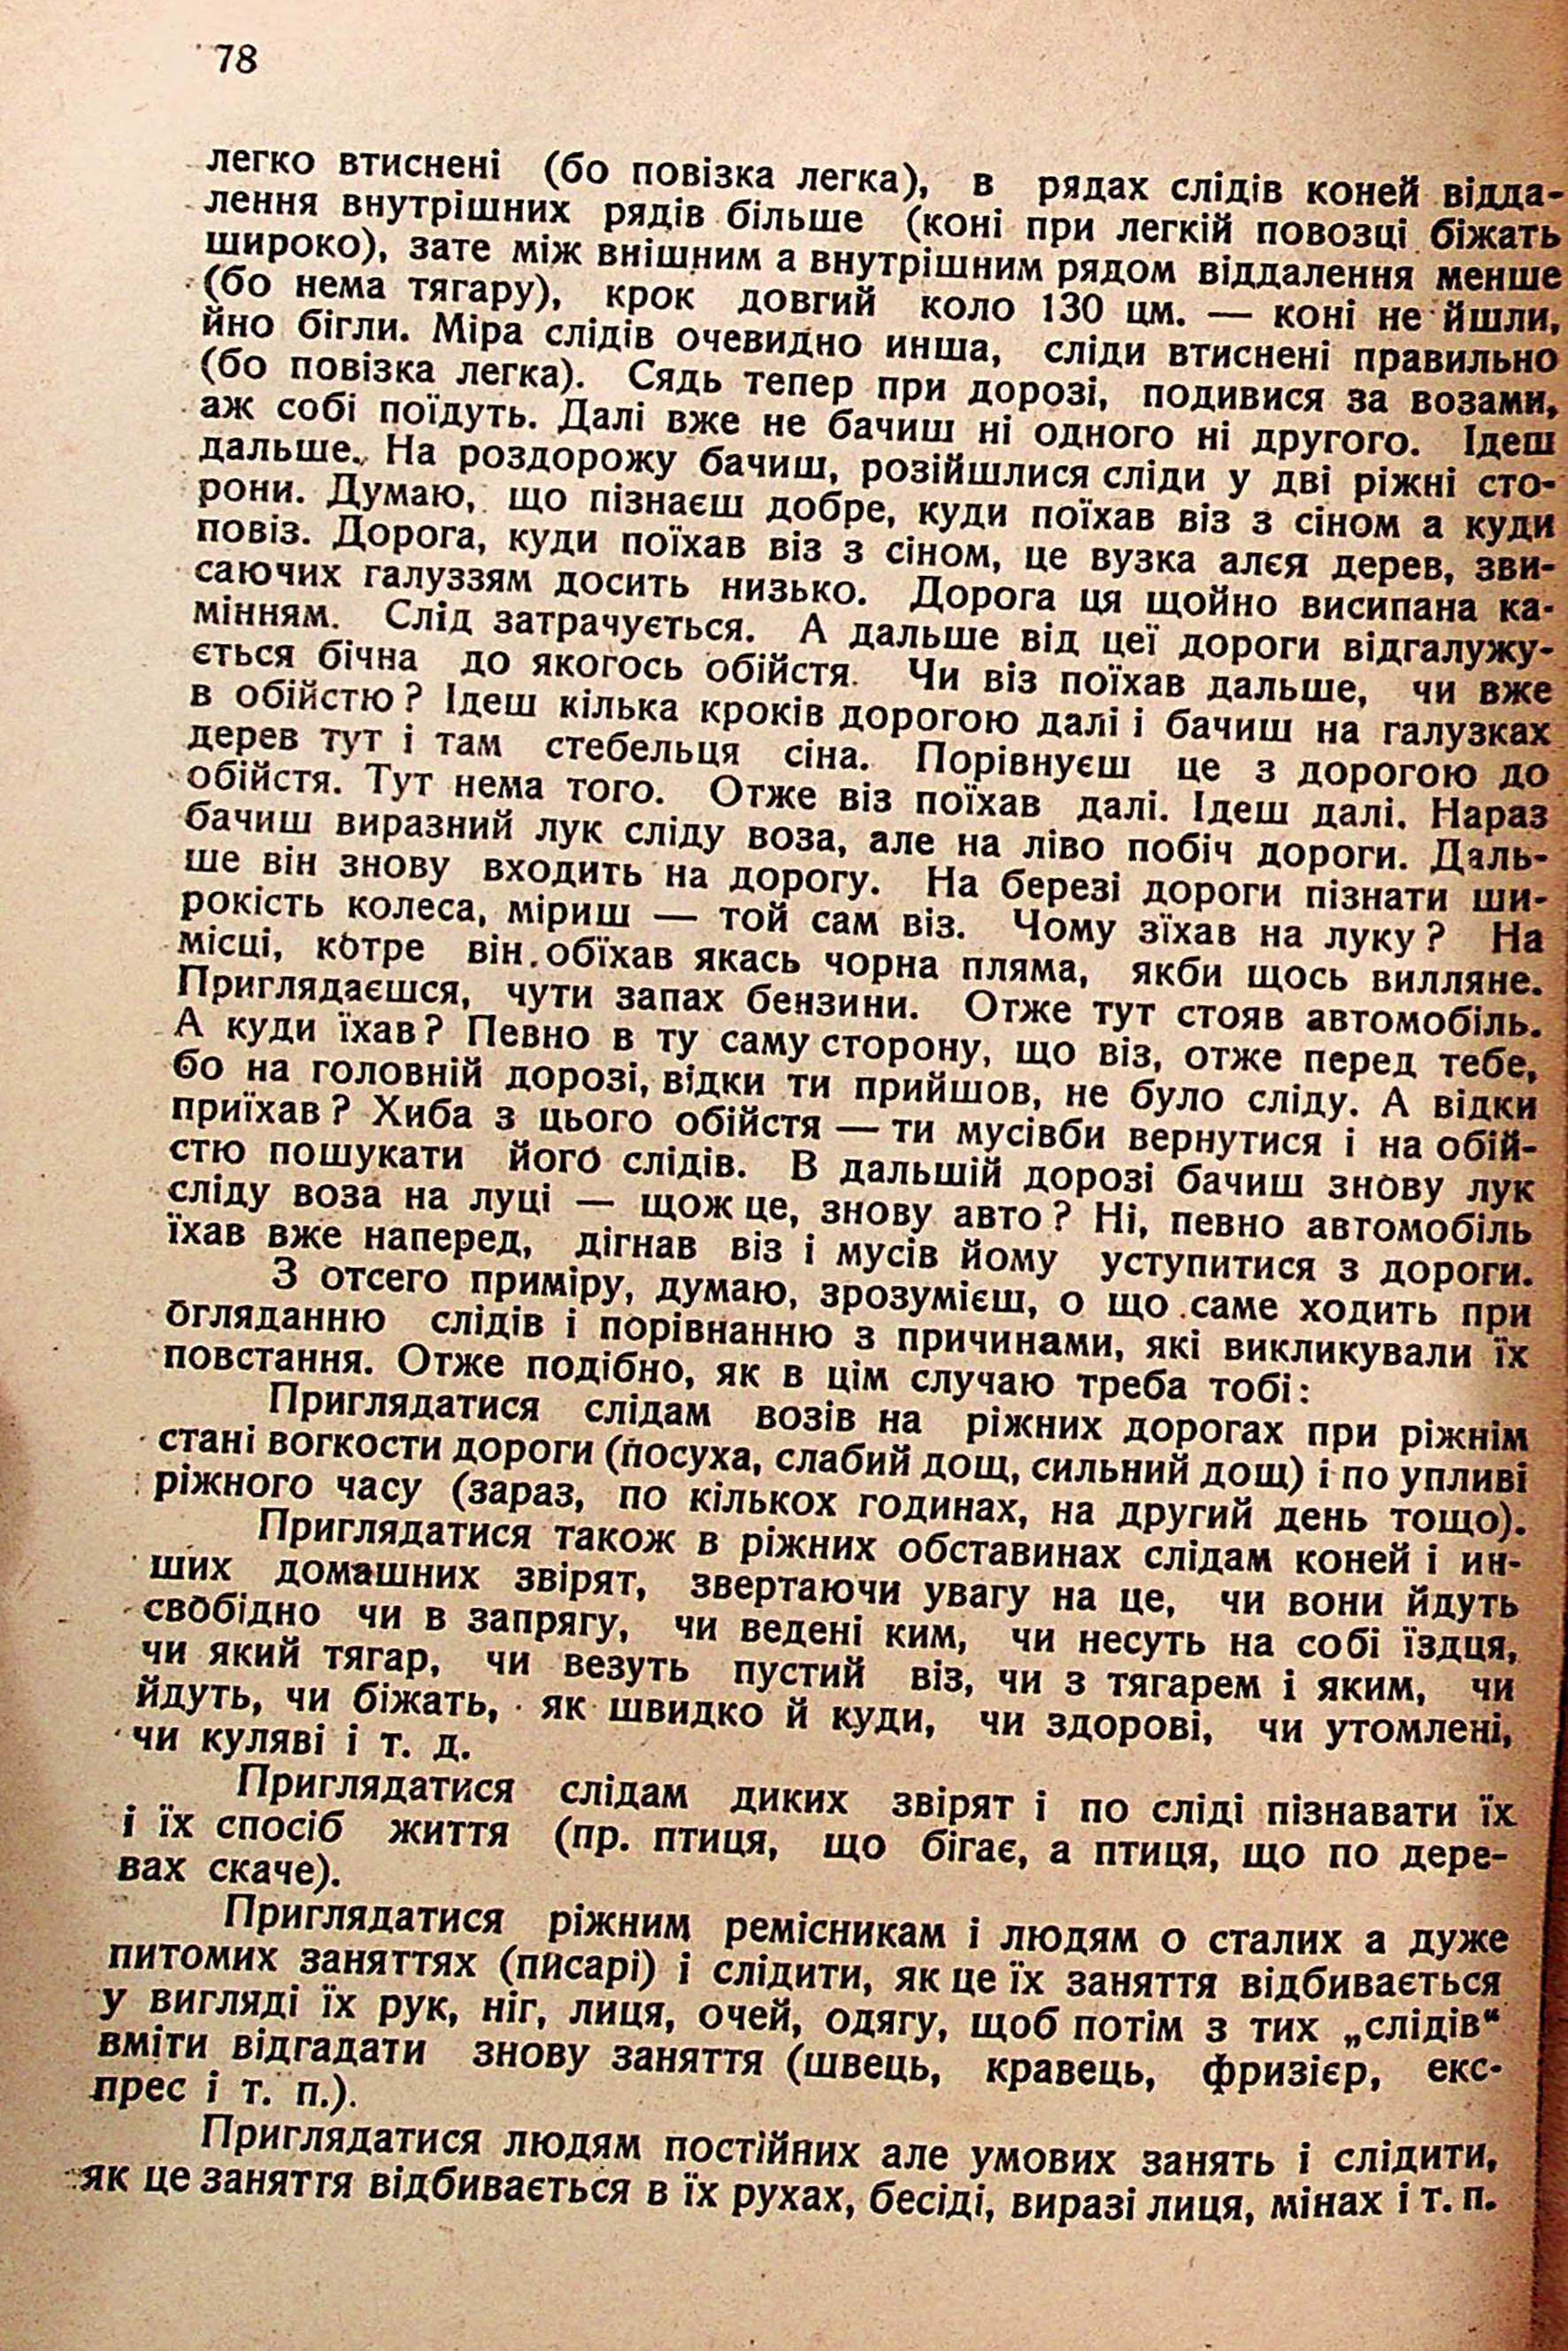 78
легко втиснені (бо повізка легка), в рядах слідів коней відда-
лення внутрішних рядів більше (коні при легкій повозці біжать
широко), зате між внішним а внутрішним рядом віддалення менше
(бо нема тягару), крок довгий коло 130 цм. — коні не йшли,
йно бігли. Міра слідів очевидно инша, сліди втиснені правильно
(бо повізка легка). Сядь тепер при дорозі, подивися за возами,
аж собі поїдуть. Далі вже не бачиш ні одного ні другого. Ідеш
дальше. На роздорожу бачиш, розійшлися сліди у дві ріжні сто-
рони. Думаю, що пізнаєш добре, куди поїхав віз з сіном а куди
повіз. Дорога, куди поїхав віз з сіном, це вузка алєя дерев, зви-
саючих галуззям досить низько. Дорога ця щойно висипана ка-
мінням. Слід затрачується. А дальше від цеї дороги відгалужу-
ється бічна до якогось обійстя. Чи віз поїхав дальше, чи вже
в обійстю? Ідеш кілька кроків дорогою далі і бачиш на галузках
дерев тут і там стебельця сіна. Порівнуєш це з дорогою до
обійстя. Тут нема того. Отже віз поїхав далі. Ідеш далі. Нараз
бачиш виразний лук сліду воза, але на ліво побіч дороги. Даль-
ше він знову входить на дорогу. На березі дороги пізнати ши-
рокість колеса, міриш — той сам віз. Чому зїхав на луку? На
місці, котре він обїхав якась чорна пляма, якби щось вилляне.
Приглядаєшся, чути запах бензини. Отже тут стояв автомобіль.
А куди їхав? Певно в ту саму сторону, що віз, отже перед тебе,
бо на головній дорозі, відки ти прийшов, не було сліду. А відки
приїхав? Хиба з цього обійстя — ти мусівби вернутися і на обій-
стю пошукати його слідів. В дальшій дорозі бачиш знову лук
сліду воза на луці — щож це, знову авто? Ні, певно автомобіль
їхав вже наперед, дігнав віз і мусів йому уступитися з дороги.
З отсего приміру, думаю, зрозумієш, о що саме ходить при
огляданню слідів і порівнанню з причинами, які викликували їх
повстання. Отже подібно, як в цім случаю треба тобі:
Приглядатися слідам возів на ріжних дорогах при ріжнім
стані вогкости дороги (посуха, слабий дощ, сильний дощ) і по упливі
ріжного часу (зараз, по кількох годинах, на другий день тощо).
Приглядатися також в ріжних обставинах слідам коней і ин-
ших домашних звірят, звертаючи увагу на це, чи вони йдуть
свобідно чи в запрягу, чи ведені ким, чи несуть на собі їздця,
чи який тягар, чи везуть пустий віз, чи з тягарем і яким, чи
йдуть, чи біжать, як швидко й куди, чи здорові, чи утомлені,
чи куляві і т. д.
Приглядатися слідам диких звірят і по сліді пізнавати їх
і їх спосіб життя (пр. птиця, що бігає, а птиця, що по дере-
вах скаче).
Приглядатися ріжним ремісникам і людям о сталих а дуже
питомих заняттях (писарі) і слідити, як це їх заняття відбивається
у вигляді їх рук, ніг, лиця, очей, одягу, щоб потім з тих „слідів“
вміти відгадати знову заняття (швець, кравець, фризієр, екс-
прес і т. п.).
Приглядатися людям постійних але умових занять і слідити,
як це заняття відбивається в їх рухах, бесіді, виразі лиця, мінах і т. п.